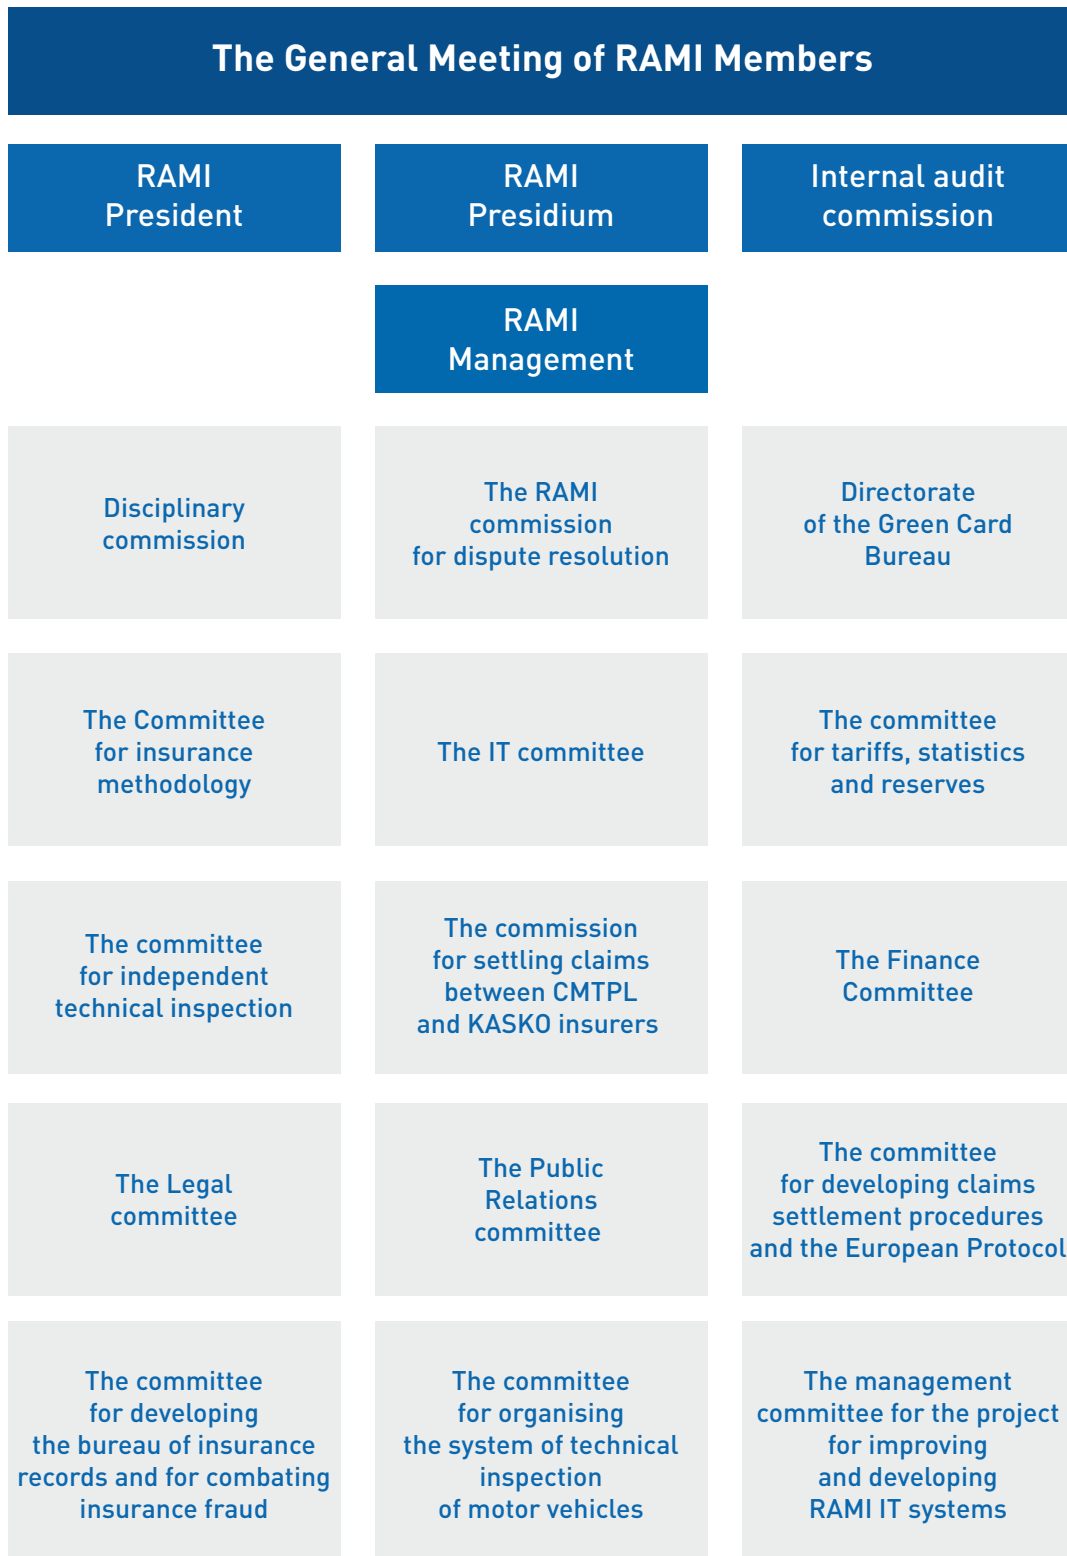 The General Meeting of RAMI Members
RAMI
President
RAMI
Presidium
Internal audit
commission
RAMI
Management
Disciplinary
commission
The RAMI
commission
for dispute resolution
Directorate
of the Green Card
Bureau
The Committee
for insurance
methodology
The IT committee
The committee
for tariffs, statistics
and reserves
The committee
for independent
technical inspection
The commission
for settling claims
between CMTPL
and KASKO insurers
The Finance
Committee
The Legal
committee
The Public
Relations
committee
The committee
for developing claims
settlement procedures
and the European Protocol
The committee
for developing
the bureau of insurance
records and for combating
insurance fraud
The committee
for organising
the system of technical
inspection
of motor vehicles
The management
committee for the project
for improving
and developing
RAMI IT systems